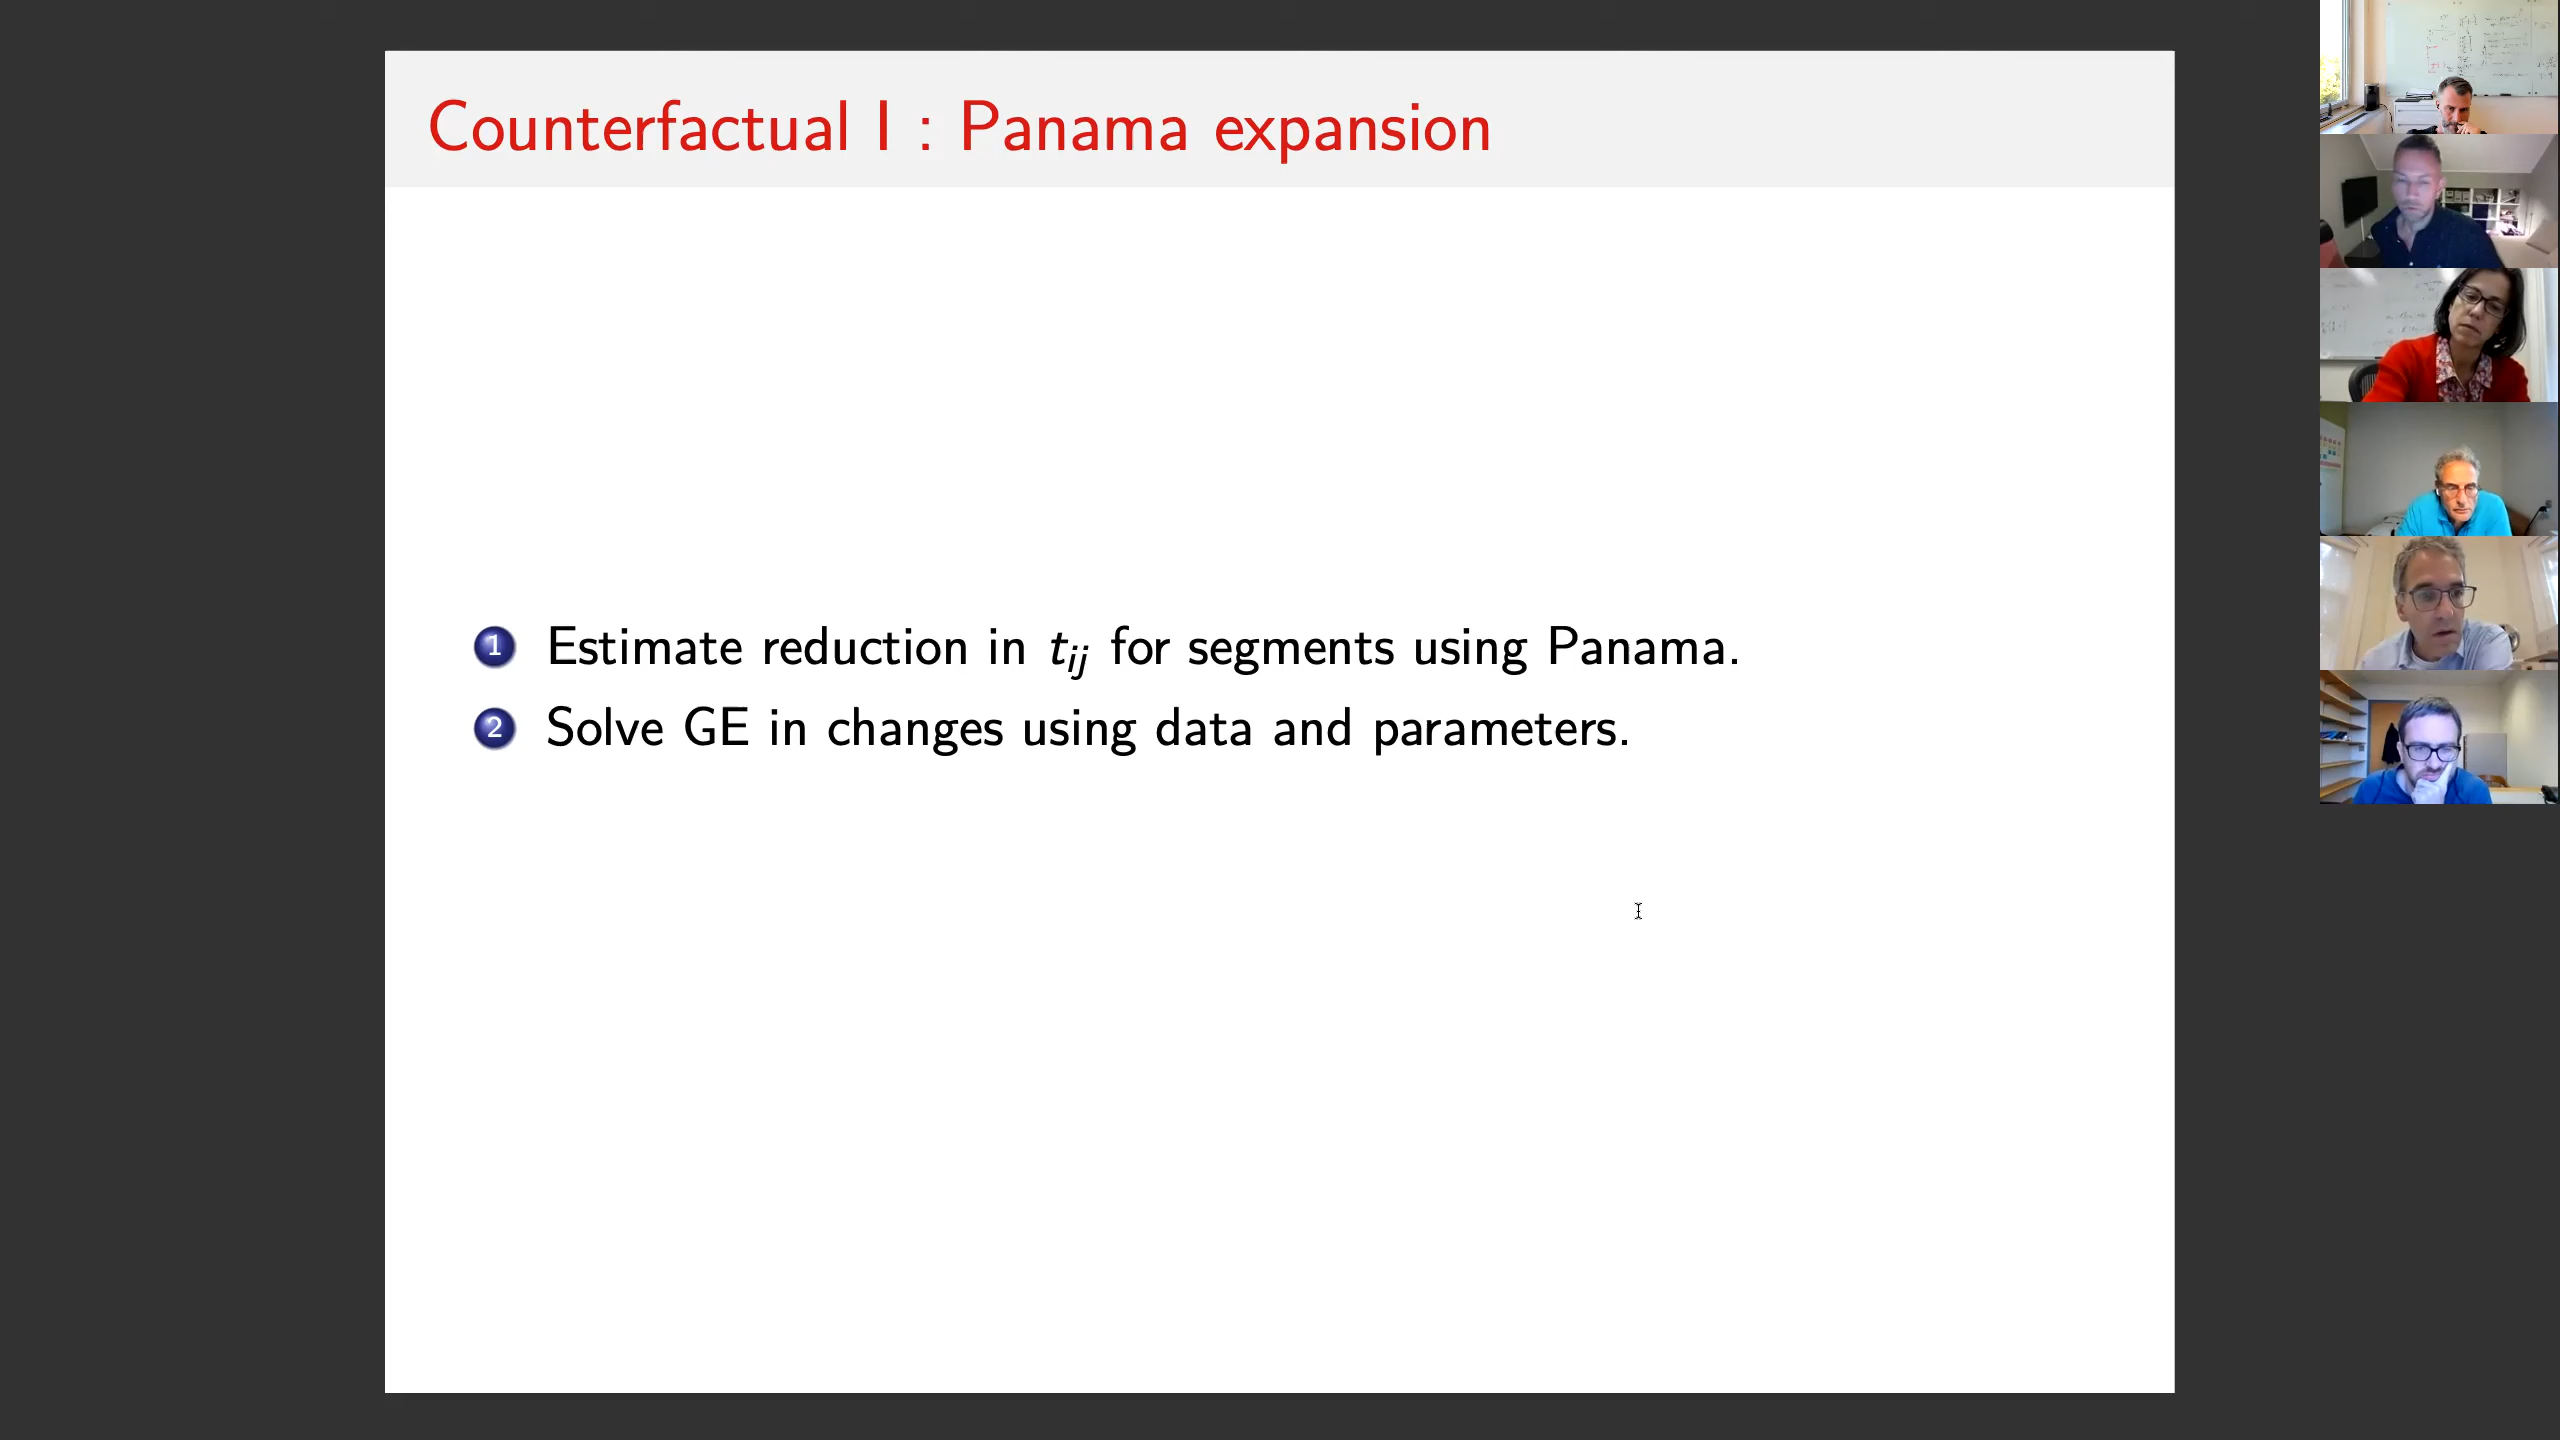 Counterfactual I : Panama expansion
1 Estimate reduction in tij for segments using Panama.
2 Solve GE in changes using data and parameters.